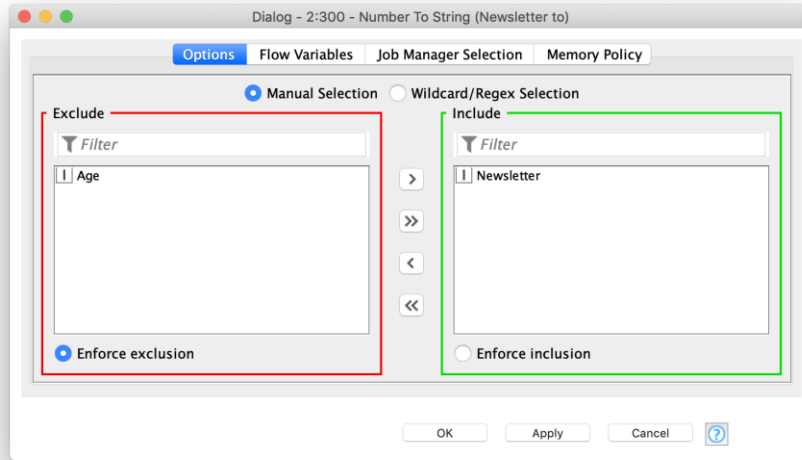 Dialog - 2:300 - Number To String (Newsletter to)
Options Flow Variables Job Manager Selection Memory Policy
Manual Selection Wildcard/Regex Selection
Exclude
Filter
I Age
Enforce exclusion
>
>>
<
<<
Include
Filter
I Newsletter
Enforce inclusion
OK Apply Cancel ?